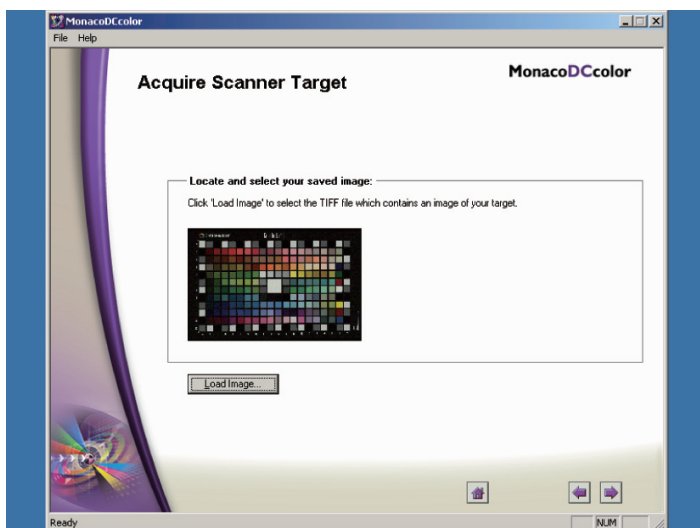 MonacoDCcolor
File Help
Acquire Scanner Target
MonacoDCcolor
Locate and select your saved image:
Click 'Load Image' to select the TIFF file which contains an image of your target.
Load Image...
Ready
NUM